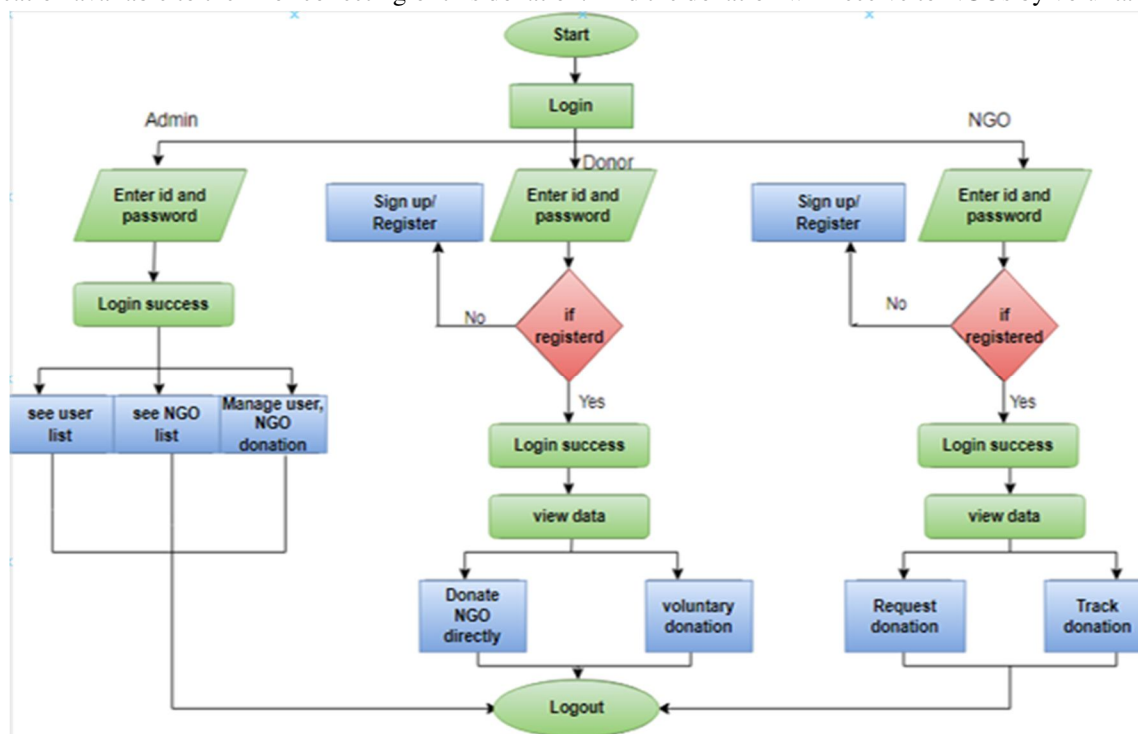 Start
Login
Admin
NGO
Donor
Enter id and
password
Sign up/
Register
Enter id and
password
Sign up/
Register
Enter id and
password
Login success
No
if
registerd
No
if
registered
Yes
Yes
see user
list
see NGO
list
Manage user,
NGO
donation
Login success
Login success
view data
view data
Donate
NGO
directly
voluntary
donation
Request
donation
Track
donation
Logout